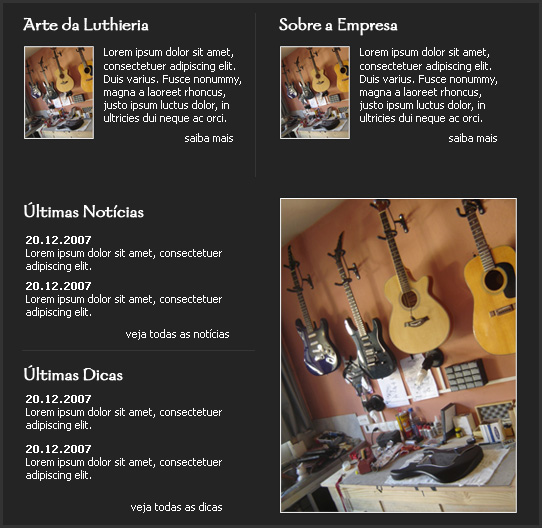 Arte da Luthieria
Lorem ipsum dolor sit amet,
consectetuer adipiscing elit.
Duis varius. Fusce nonummy,
magna a laoreet rhoncus,
justo ipsum luctus dolor, in
ultricies dui neque ac orci.
saiba mais
Sobre a Empresa
Lorem ipsum dolor sit amet,
consectetuer adipiscing elit.
Duis varius. Fusce nonummy,
magna a laoreet rhoncus,
justo ipsum luctus dolor, in
ultricies dui neque ac orci.
saiba mais
Últimas Notícias
20.12.2007
Lorem ipsum dolor sit amet, consectetuer
adipiscing elit.
20.12.2007
Lorem ipsum dolor sit amet, consectetuer
adipiscing elit.
veja todas as notícias
Últimas Dicas
20.12.2007
Lorem ipsum dolor sit amet, consectetuer
adipiscing elit.
20.12.2007
Lorem ipsum dolor sit amet, consectetuer
adipiscing elit.
veja todas as dicas